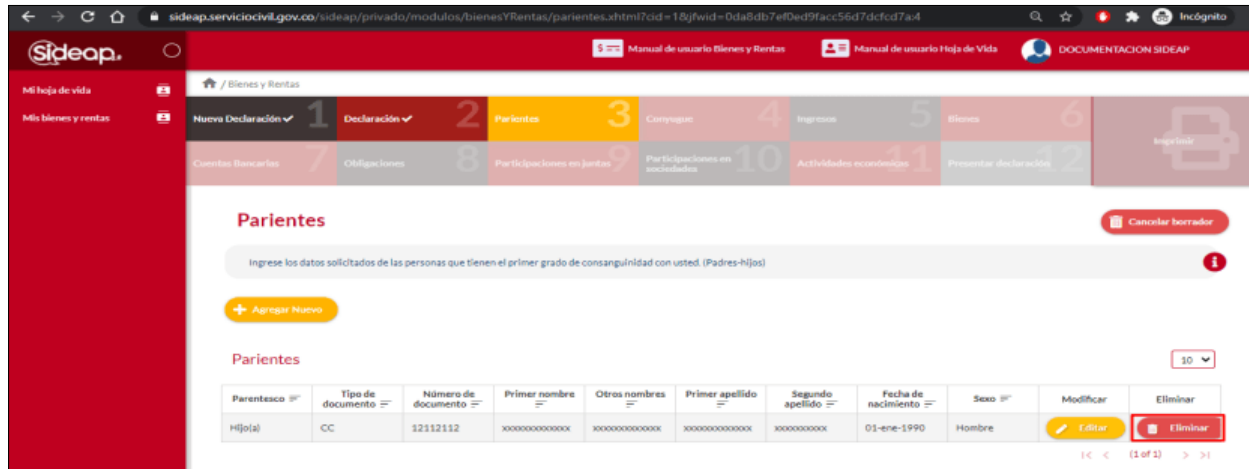 sideap.serviciocivil.gov.co/sideap/privado/modulos/bienesYRentas/parientes.xhtml?cid=1&jfwid=0da8db7ef0ed9facc56d7dcfcd7a:4
Incógnito
Sideap.
Manual de usuario Bienes y Rentas
Manual de usuario Hoja de Vida
DOCUMENTACION SIDEAP
Mi hoja de vida
Mis bienes y rentas
/ Bienes y Rentas
Nueva Declaración ✔ 1
Declaración ✔ 2
Parientes 3
Conyugue 4
Ingresos 5
Bienes 6
Cuentas Bancarias 7
Obligaciones 8
Participaciones en juntas 9
Participaciones en sociedades 10
Actividades económicas 11
Presentar declaración 12
Imprimir
Parientes
Cancelar borrador
Ingrese los datos solicitados de las personas que tienen el primer grado de consanguinidad con usted. (Padres-hijos)
Agregar Nuevo
Parientes
10
Parentesco Tipo de documento Número de documento Primer nombre Otros nombres Primer apellido Segundo apellido Fecha de nacimiento Sexo Modificar Eliminar
Hijo(a) CC 12112112 xxxxxxxxxxxxx xxxxxxxxxxxxx xxxxxxxxxxxxx xxxxxxxxxx 01-ene-1990 Hombre Editar Eliminar
(1 of 1)